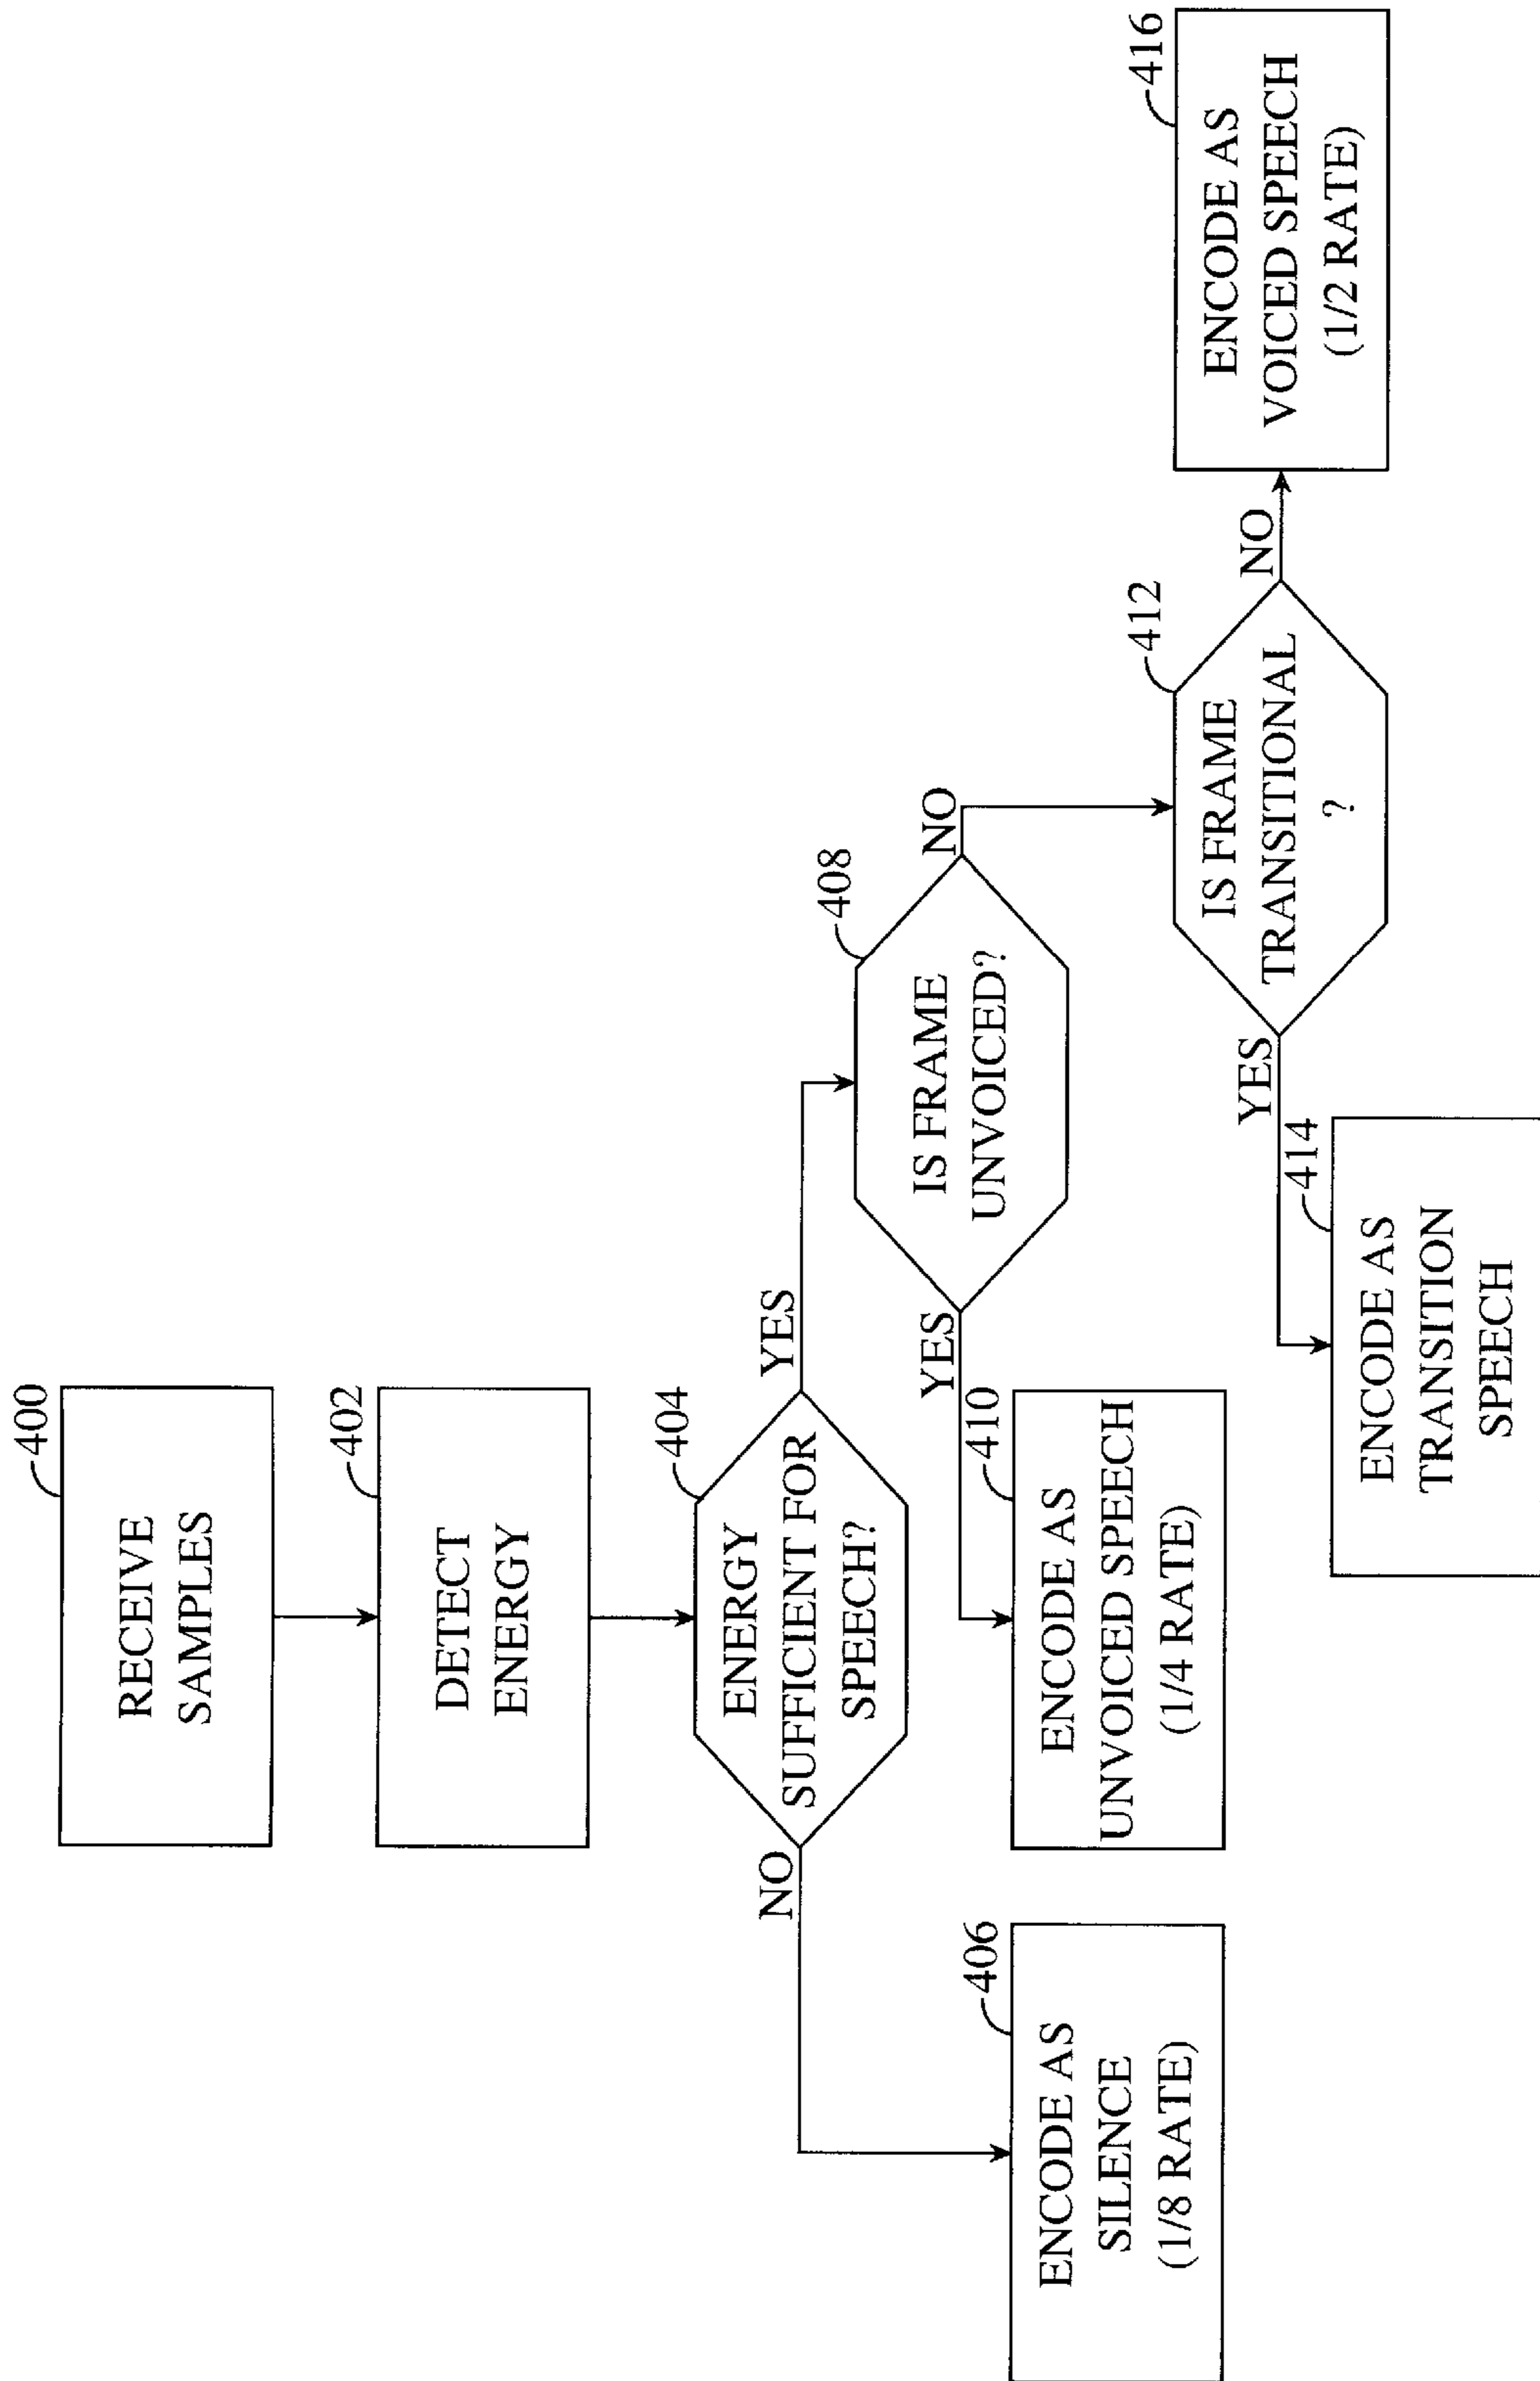 400
RECEIVE
SAMPLES
402
DETECT
ENERGY
404
ENERGY
SUFFICIENT FOR
SPEECH?
NO
YES
406
ENCODE AS
SILENCE
(1/8 RATE)
408
IS FRAME
UNVOICED?
YES
NO
410
ENCODE AS
UNVOICED SPEECH
(1/4 RATE)
412
IS FRAME
TRANSITIONAL
?
YES
NO
414
ENCODE AS
TRANSITION
SPEECH
416
ENCODE AS
VOICED SPEECH
(1/2 RATE)